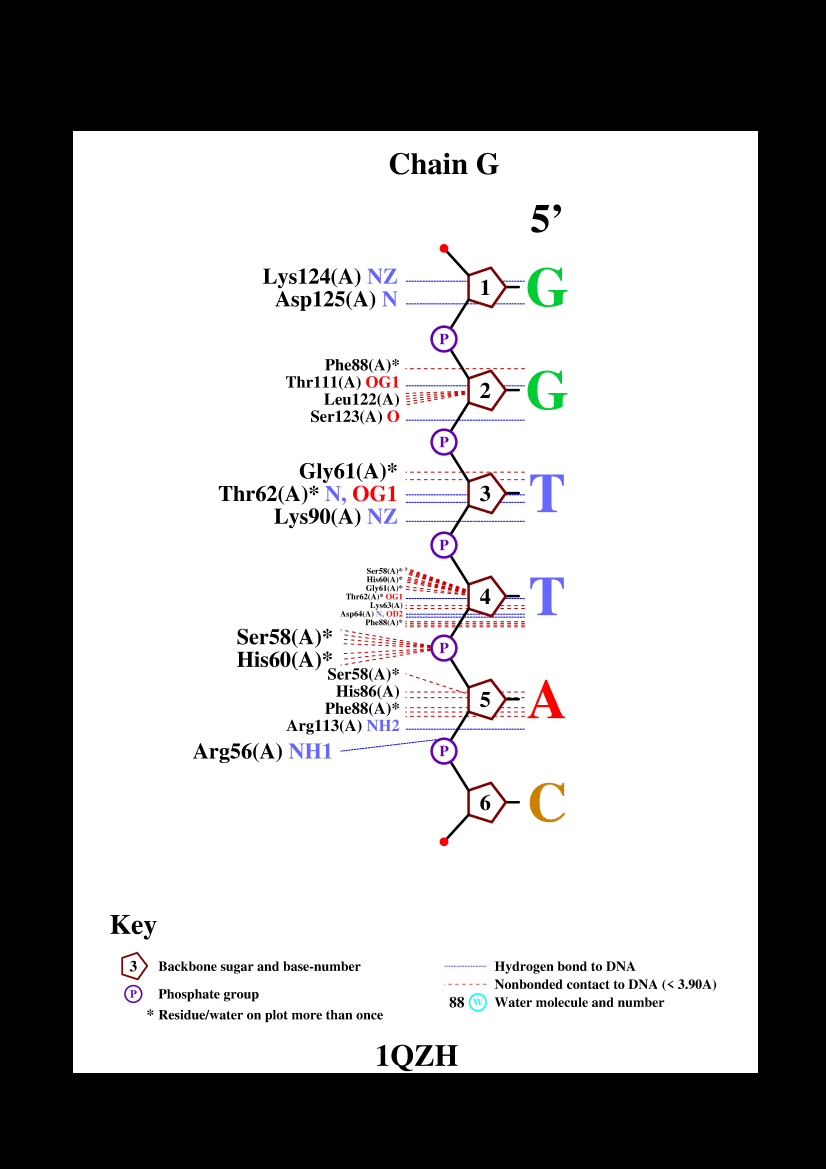 Chain G
5’
Lys124(A) NZ
1
G
Asp125(A) N
P
Phe88(A)*
Thr111(A) OG1
2
G
Leu122(A)
Ser123(A) O
P
Gly61(A)*
Thr62(A)* N, OG1
3
T
Lys90(A) NZ
P
Ser58(A)*
His60(A)*
Gly61(A)*
Thr62(A)* OG1
4
T
Lys63(A)
Asp64(A) N, OD2
Phe88(A)*
Ser58(A)*
P
His60(A)*
Ser58(A)*
His86(A)
5
A
Phe88(A)*
Arg113(A) NH2
Arg56(A) NH1
P
6
C
Key
3 Backbone sugar and base-number
P Phosphate group
* Residue/water on plot more than once
Hydrogen bond to DNA
Nonbonded contact to DNA (< 3.90A)
88 W Water molecule and number
1QZH